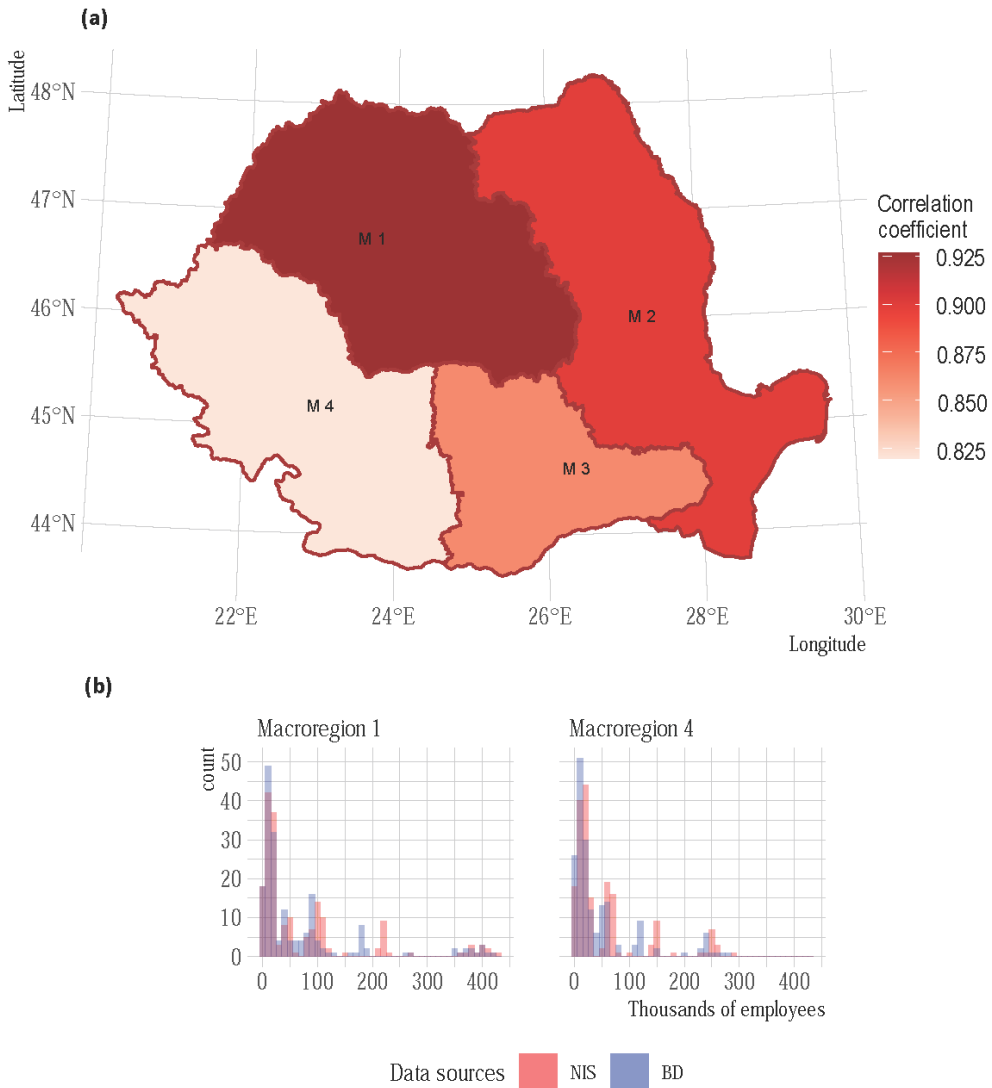 (a)
Latitude
48°N
47°N
46°N
45°N
44°N
M 1
M 2
M 4
M 3
22°E
24°E
26°E
28°E
30°E
Longitude
Correlation
coefficient
0.925
0.900
0.875
0.850
0.825
(b)
Macroregion 1
Macroregion 4
count
50
40
30
20
10
0
0 100 200 300 400
0 100 200 300 400
Thousands of employees
Data sources NIS BD